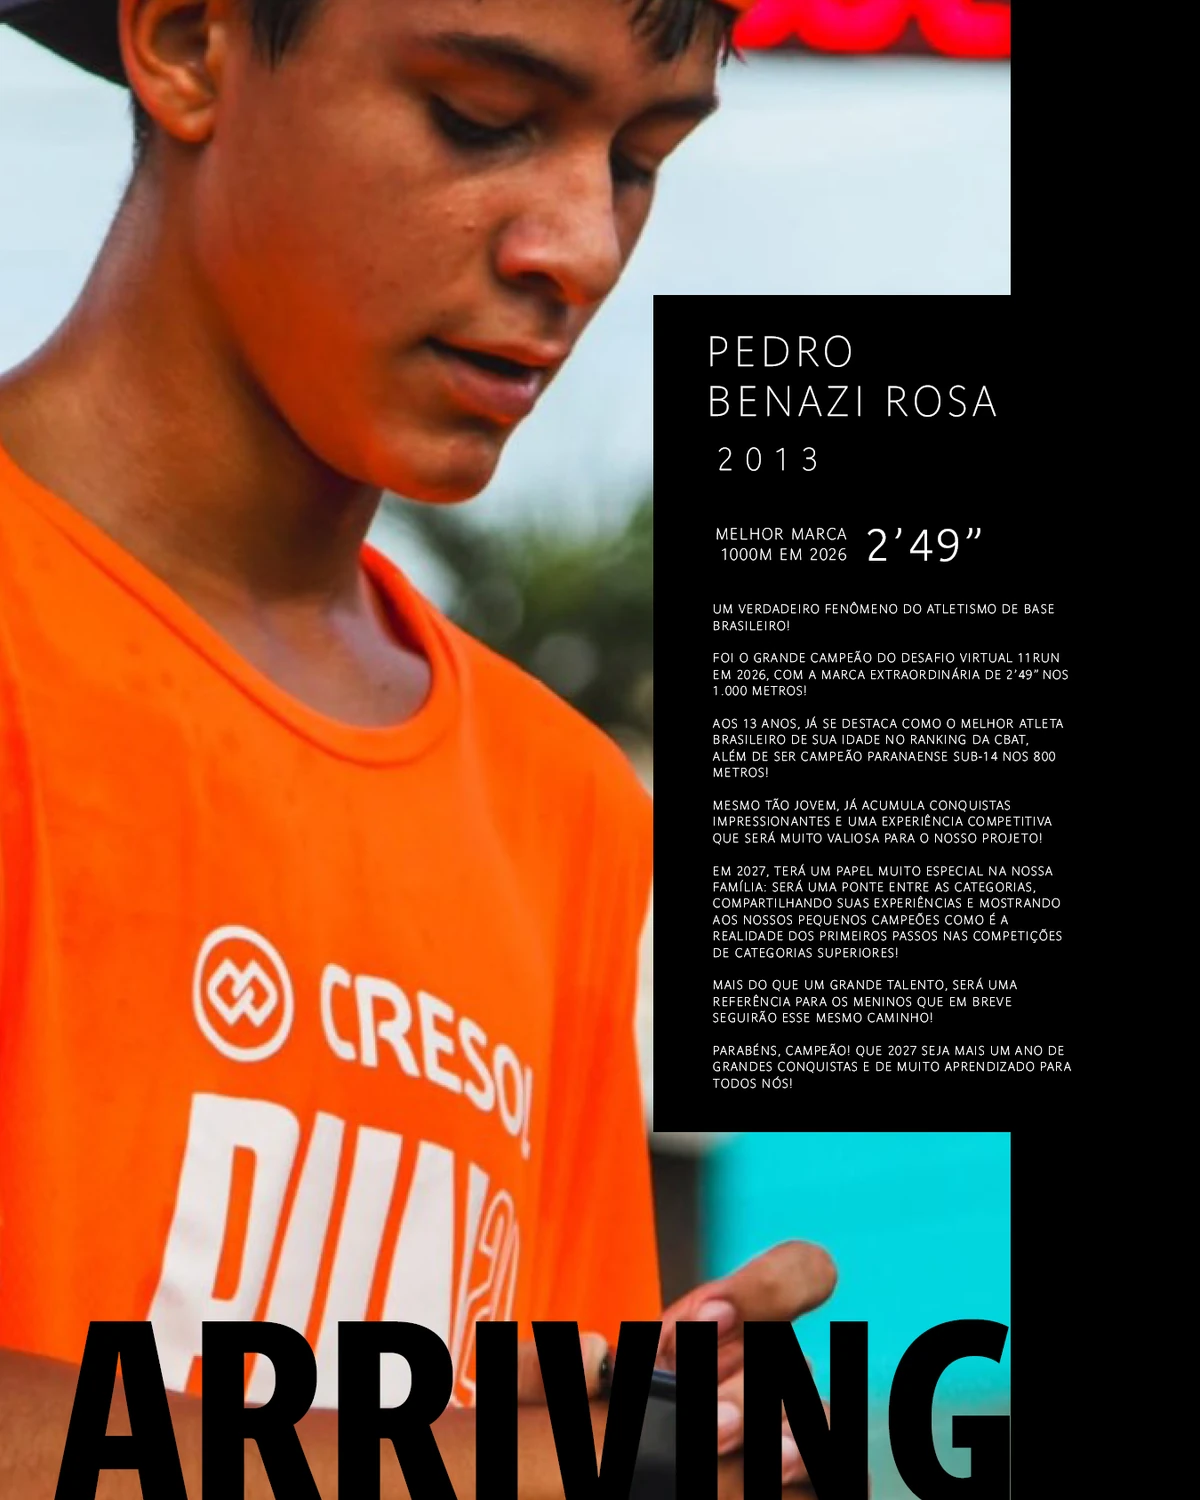 PEDRO
BENAZI ROSA
2013
MELHOR MARCA
1000M EM 2026
2’49”
UM VERDADEIRO FENÔMENO DO ATLETISMO DE BASE
BRASILEIRO!
FOI O GRANDE CAMPEÃO DO DESAFIO VIRTUAL 11RUN
EM 2026, COM A MARCA EXTRAORDINÁRIA DE 2’49” NOS
1.000 METROS!
AOS 13 ANOS, JÁ SE DESTACA COMO O MELHOR ATLETA
BRASILEIRO DE SUA IDADE NO RANKING DA CBAT,
ALÉM DE SER CAMPEÃO PARANAENSE SUB-14 NOS 800
METROS!
MESMO TÃO JOVEM, JÁ ACUMULA CONQUISTAS
IMPRESSIONANTES E UMA EXPERIÊNCIA COMPETITIVA
QUE SERÁ MUITO VALIOSA PARA O NOSSO PROJETO!
EM 2027, TERÁ UM PAPEL MUITO ESPECIAL NA NOSSA
FAMÍLIA: SERÁ UMA PONTE ENTRE AS CATEGORIAS,
COMPARTILHANDO SUAS EXPERIÊNCIAS E MOSTRANDO
AOS NOSSOS PEQUENOS CAMPEÕES COMO É A
REALIDADE DOS PRIMEIROS PASSOS NAS COMPETIÇÕES
DE CATEGORIAS SUPERIORES!
MAIS DO QUE UM GRANDE TALENTO, SERÁ UMA
REFERÊNCIA PARA OS MENINOS QUE EM BREVE
SEGUIRÃO ESSE MESMO CAMINHO!
PARABÉNS, CAMPEÃO! QUE 2027 SEJA MAIS UM ANO DE
GRANDES CONQUISTAS E DE MUITO APRENDIZADO PARA
TODOS NÓS!
CRESOL
RUN
ARRIVING